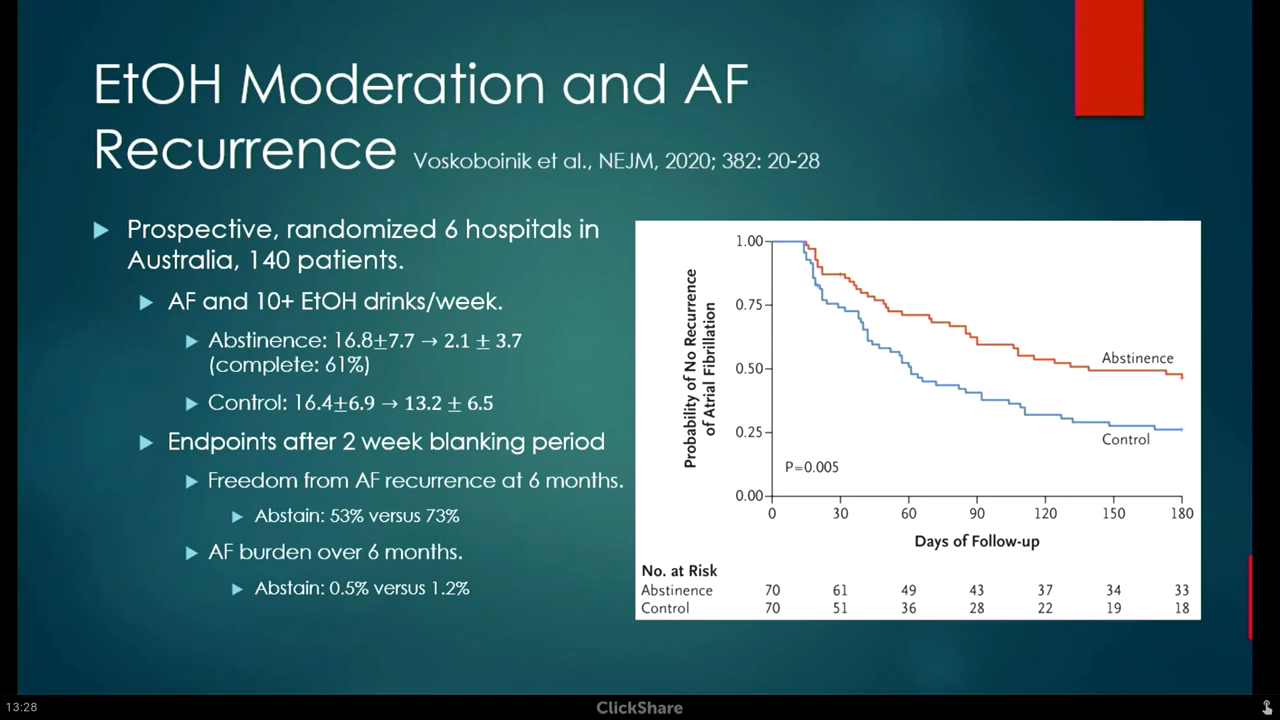 EtOH Moderation and AF
Recurrence Voskoboinik et al., NEJM, 2020; 382: 20-28
Prospective, randomized 6 hospitals in
Australia, 140 patients.
AF and 10+ EtOH drinks/week.
Abstinence: 16.8±7.7 → 2.1 ± 3.7
(complete: 61%)
Control: 16.4±6.9 → 13.2 ± 6.5
Endpoints after 2 week blanking period
Freedom from AF recurrence at 6 months.
Abstain: 53% versus 73%
AF burden over 6 months.
Abstain: 0.5% versus 1.2%
Probability of No Recurrence
of Atrial Fibrillation
1.00
0.75
0.50
0.25
0.00
Abstinence
Control
P=0.005
0 30 60 90 120 150 180
Days of Follow-up
No. at Risk
Abstinence 70 61 49 43 37 34 33
Control 70 51 36 28 22 19 18
13:28
ClickShare